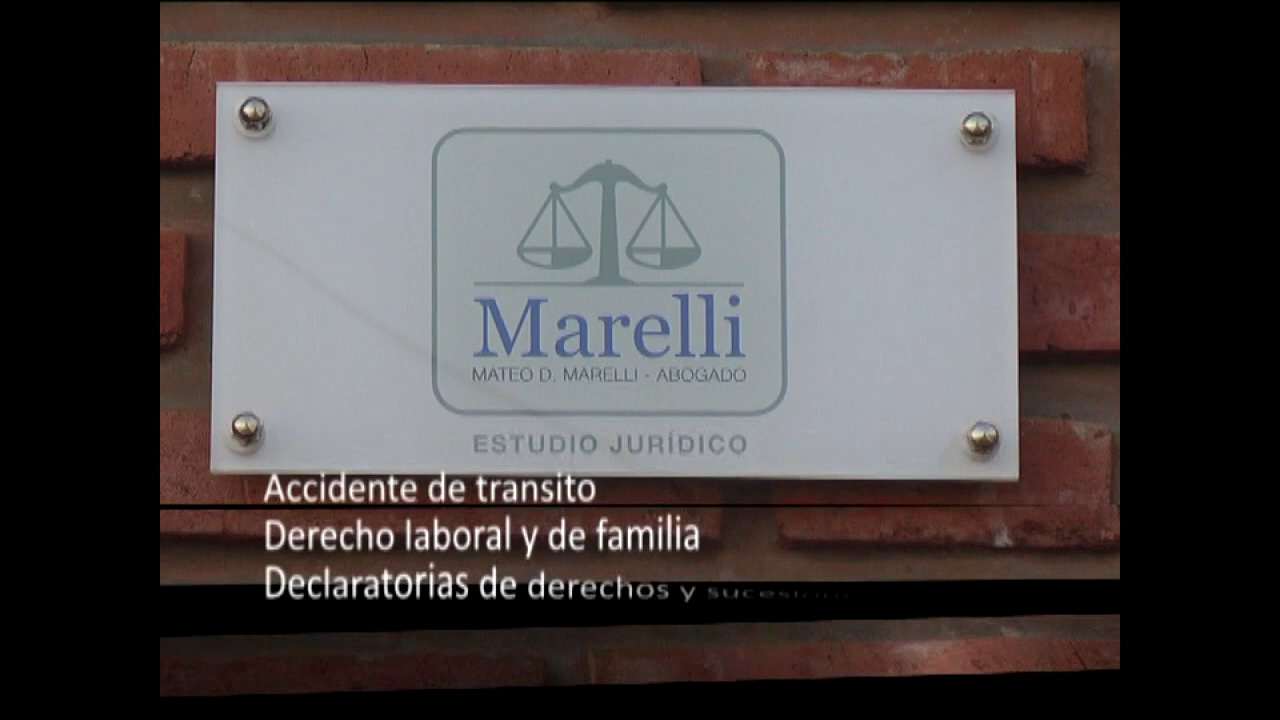 Marelli
MATEO D. MARELLI - ABOGADO
ESTUDIO JURÍDICO
Accidente de transito
Derecho laboral y de familia
Declaratorias de derechos y